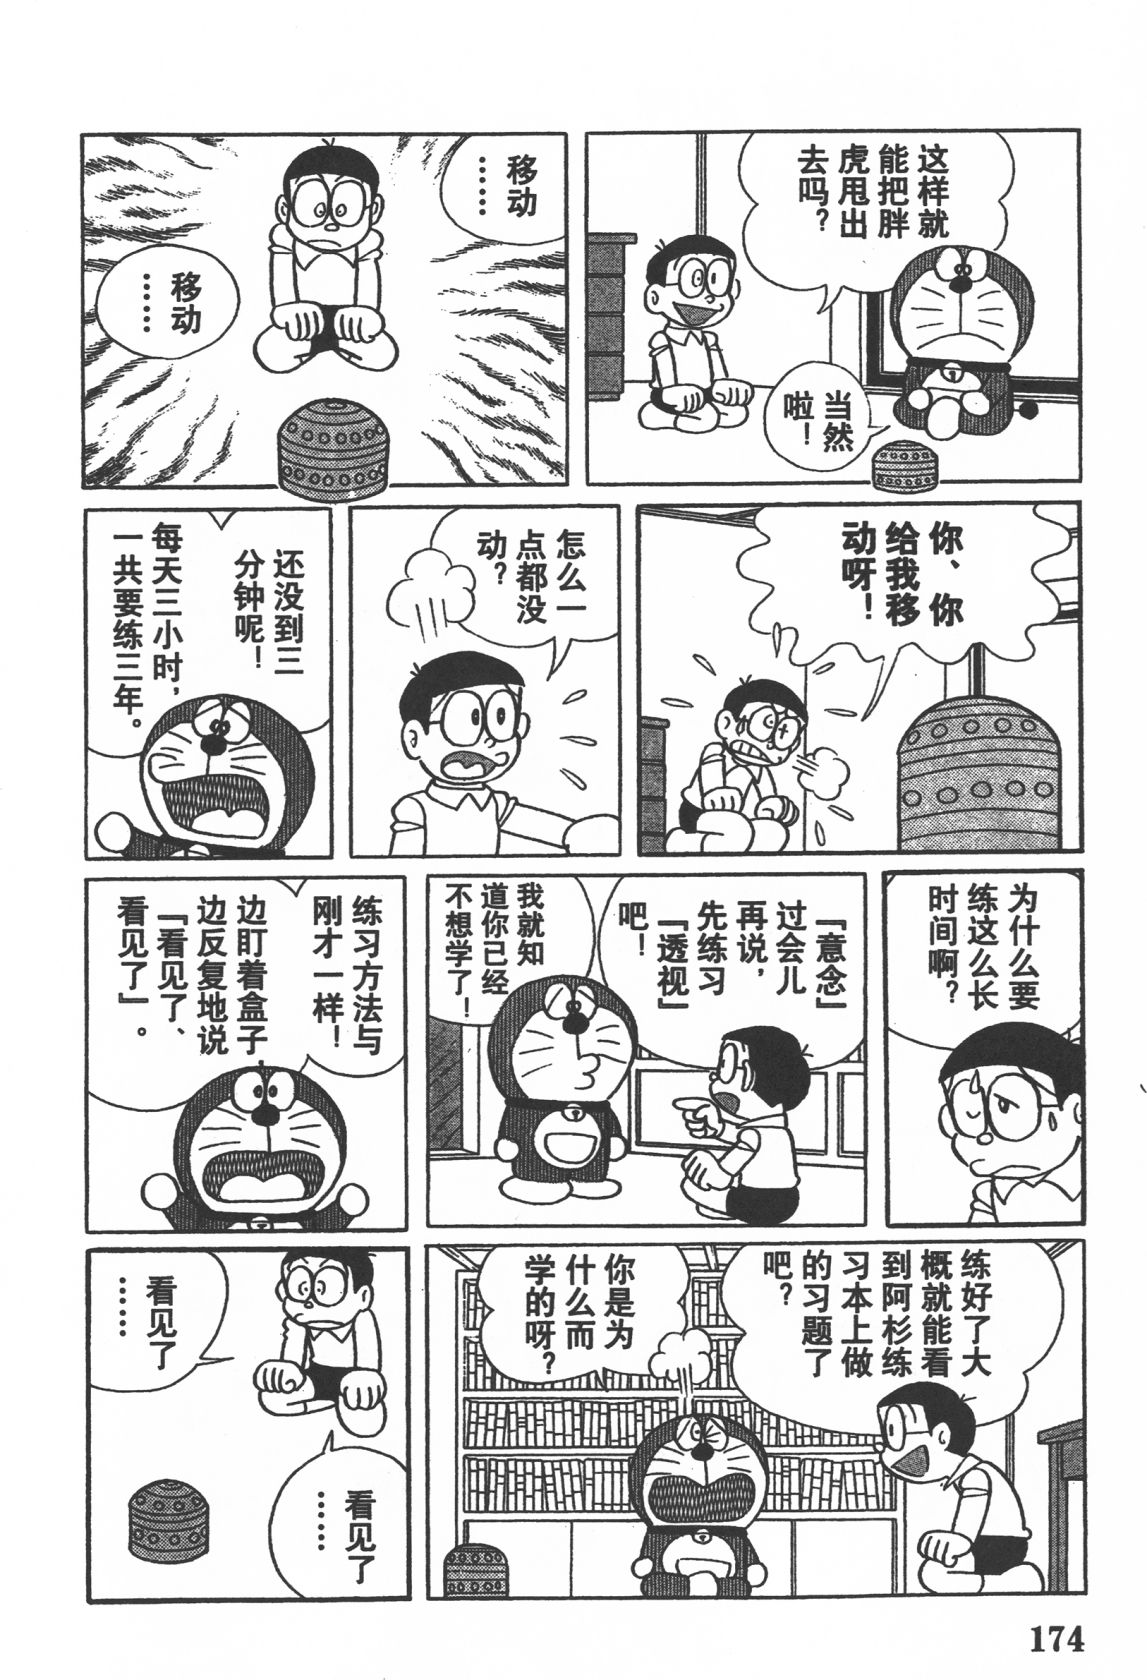 这样就
能把胖
虎甩出
去吗？
当然
啦！
移动
……
移动
……
你、你
给我移
动呀！
怎么一
点都没
动？
还没到三
分钟呢！
每天三小时，
一共要练三年。
为什么要
练这么长
时间啊？
『意念』
过会儿
再说，
先练习
『透视』
吧！
我就知
道你已经
不想学了！
练习方法与
刚才一样！
边盯着盒子
边反复地说
『看见了、
看见了』。
练好了大
概就能看
到阿杉练
习本上做
的习题了
吧？
你是为
什么而
学的呀？
看见了
……
看见了
……
174